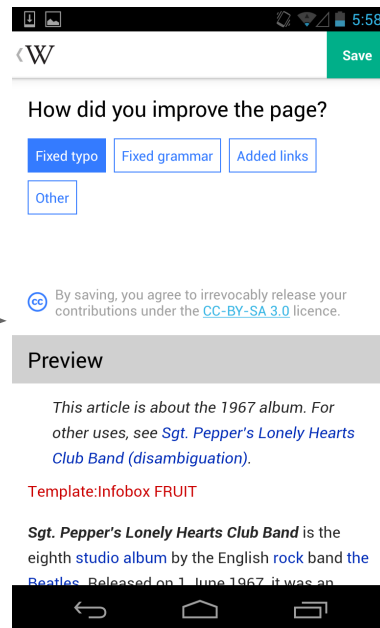 5:58
W
Save
How did you improve the page?
Fixed typo Fixed grammar Added links
Other
cc By saving, you agree to irrevocably release your
contributions under the CC-BY-SA 3.0 licence.
Preview
This article is about the 1967 album. For
other uses, see Sgt. Pepper's Lonely Hearts
Club Band (disambiguation).
Template:Infobox FRUIT
Sgt. Pepper's Lonely Hearts Club Band is the
eighth studio album by the English rock band the
Beatles. Released on 1 June 1967, it was an